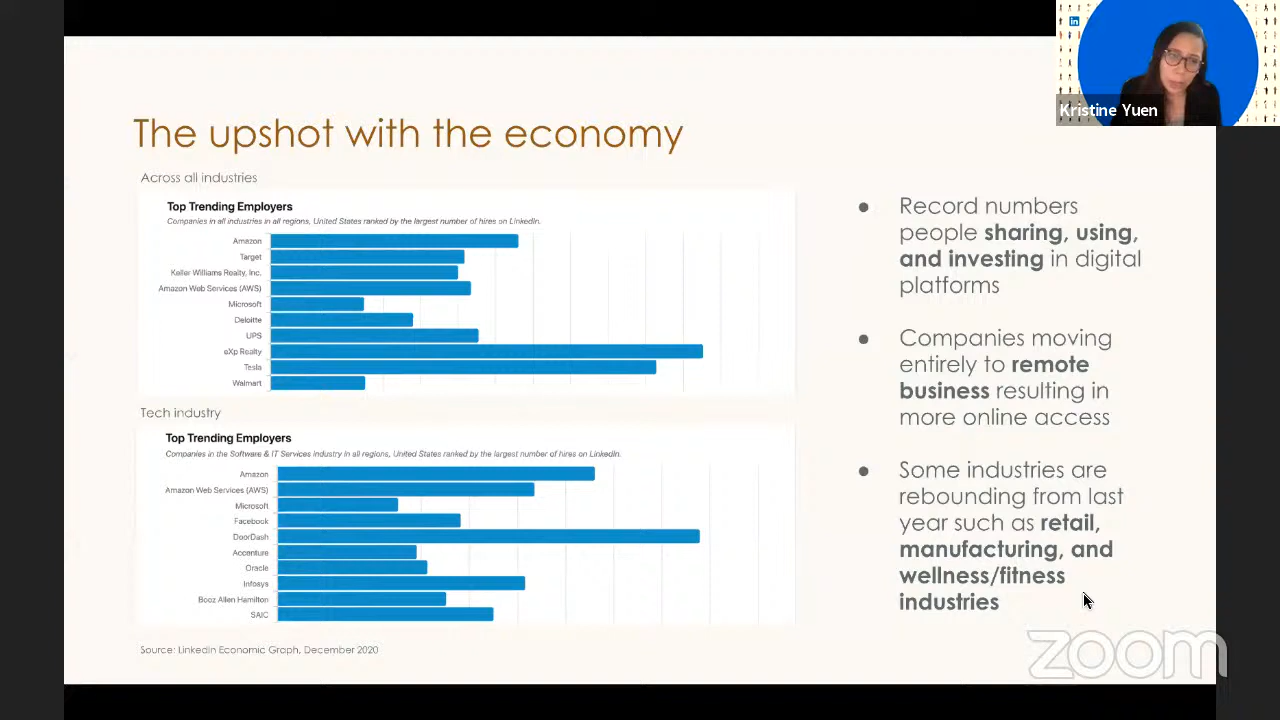 in
Kristine Yuen
The upshot with the economy
Across all industries
Top Trending Employers
Companies in all industries in all regions, United States ranked by the largest number of hires on LinkedIn.
Amazon
Target
Keller Williams Realty, Inc.
Amazon Web Services (AWS)
Microsoft
Deloitte
UPS
eXp Realty
Tesla
Walmart
Tech industry
Top Trending Employers
Companies in the Software & IT Services industry in all regions, United States ranked by the largest number of hires on LinkedIn.
Amazon
Amazon Web Services (AWS)
Microsoft
Facebook
DoorDash
Accenture
Oracle
Infosys
Booz Allen Hamilton
SAIC
Source: LinkedIn Economic Graph, December 2020
● Record numbers
people sharing, using,
and investing in digital
platforms
● Companies moving
entirely to remote
business resulting in
more online access
● Some industries are
rebounding from last
year such as retail,
manufacturing, and
wellness/fitness
industries
zoom